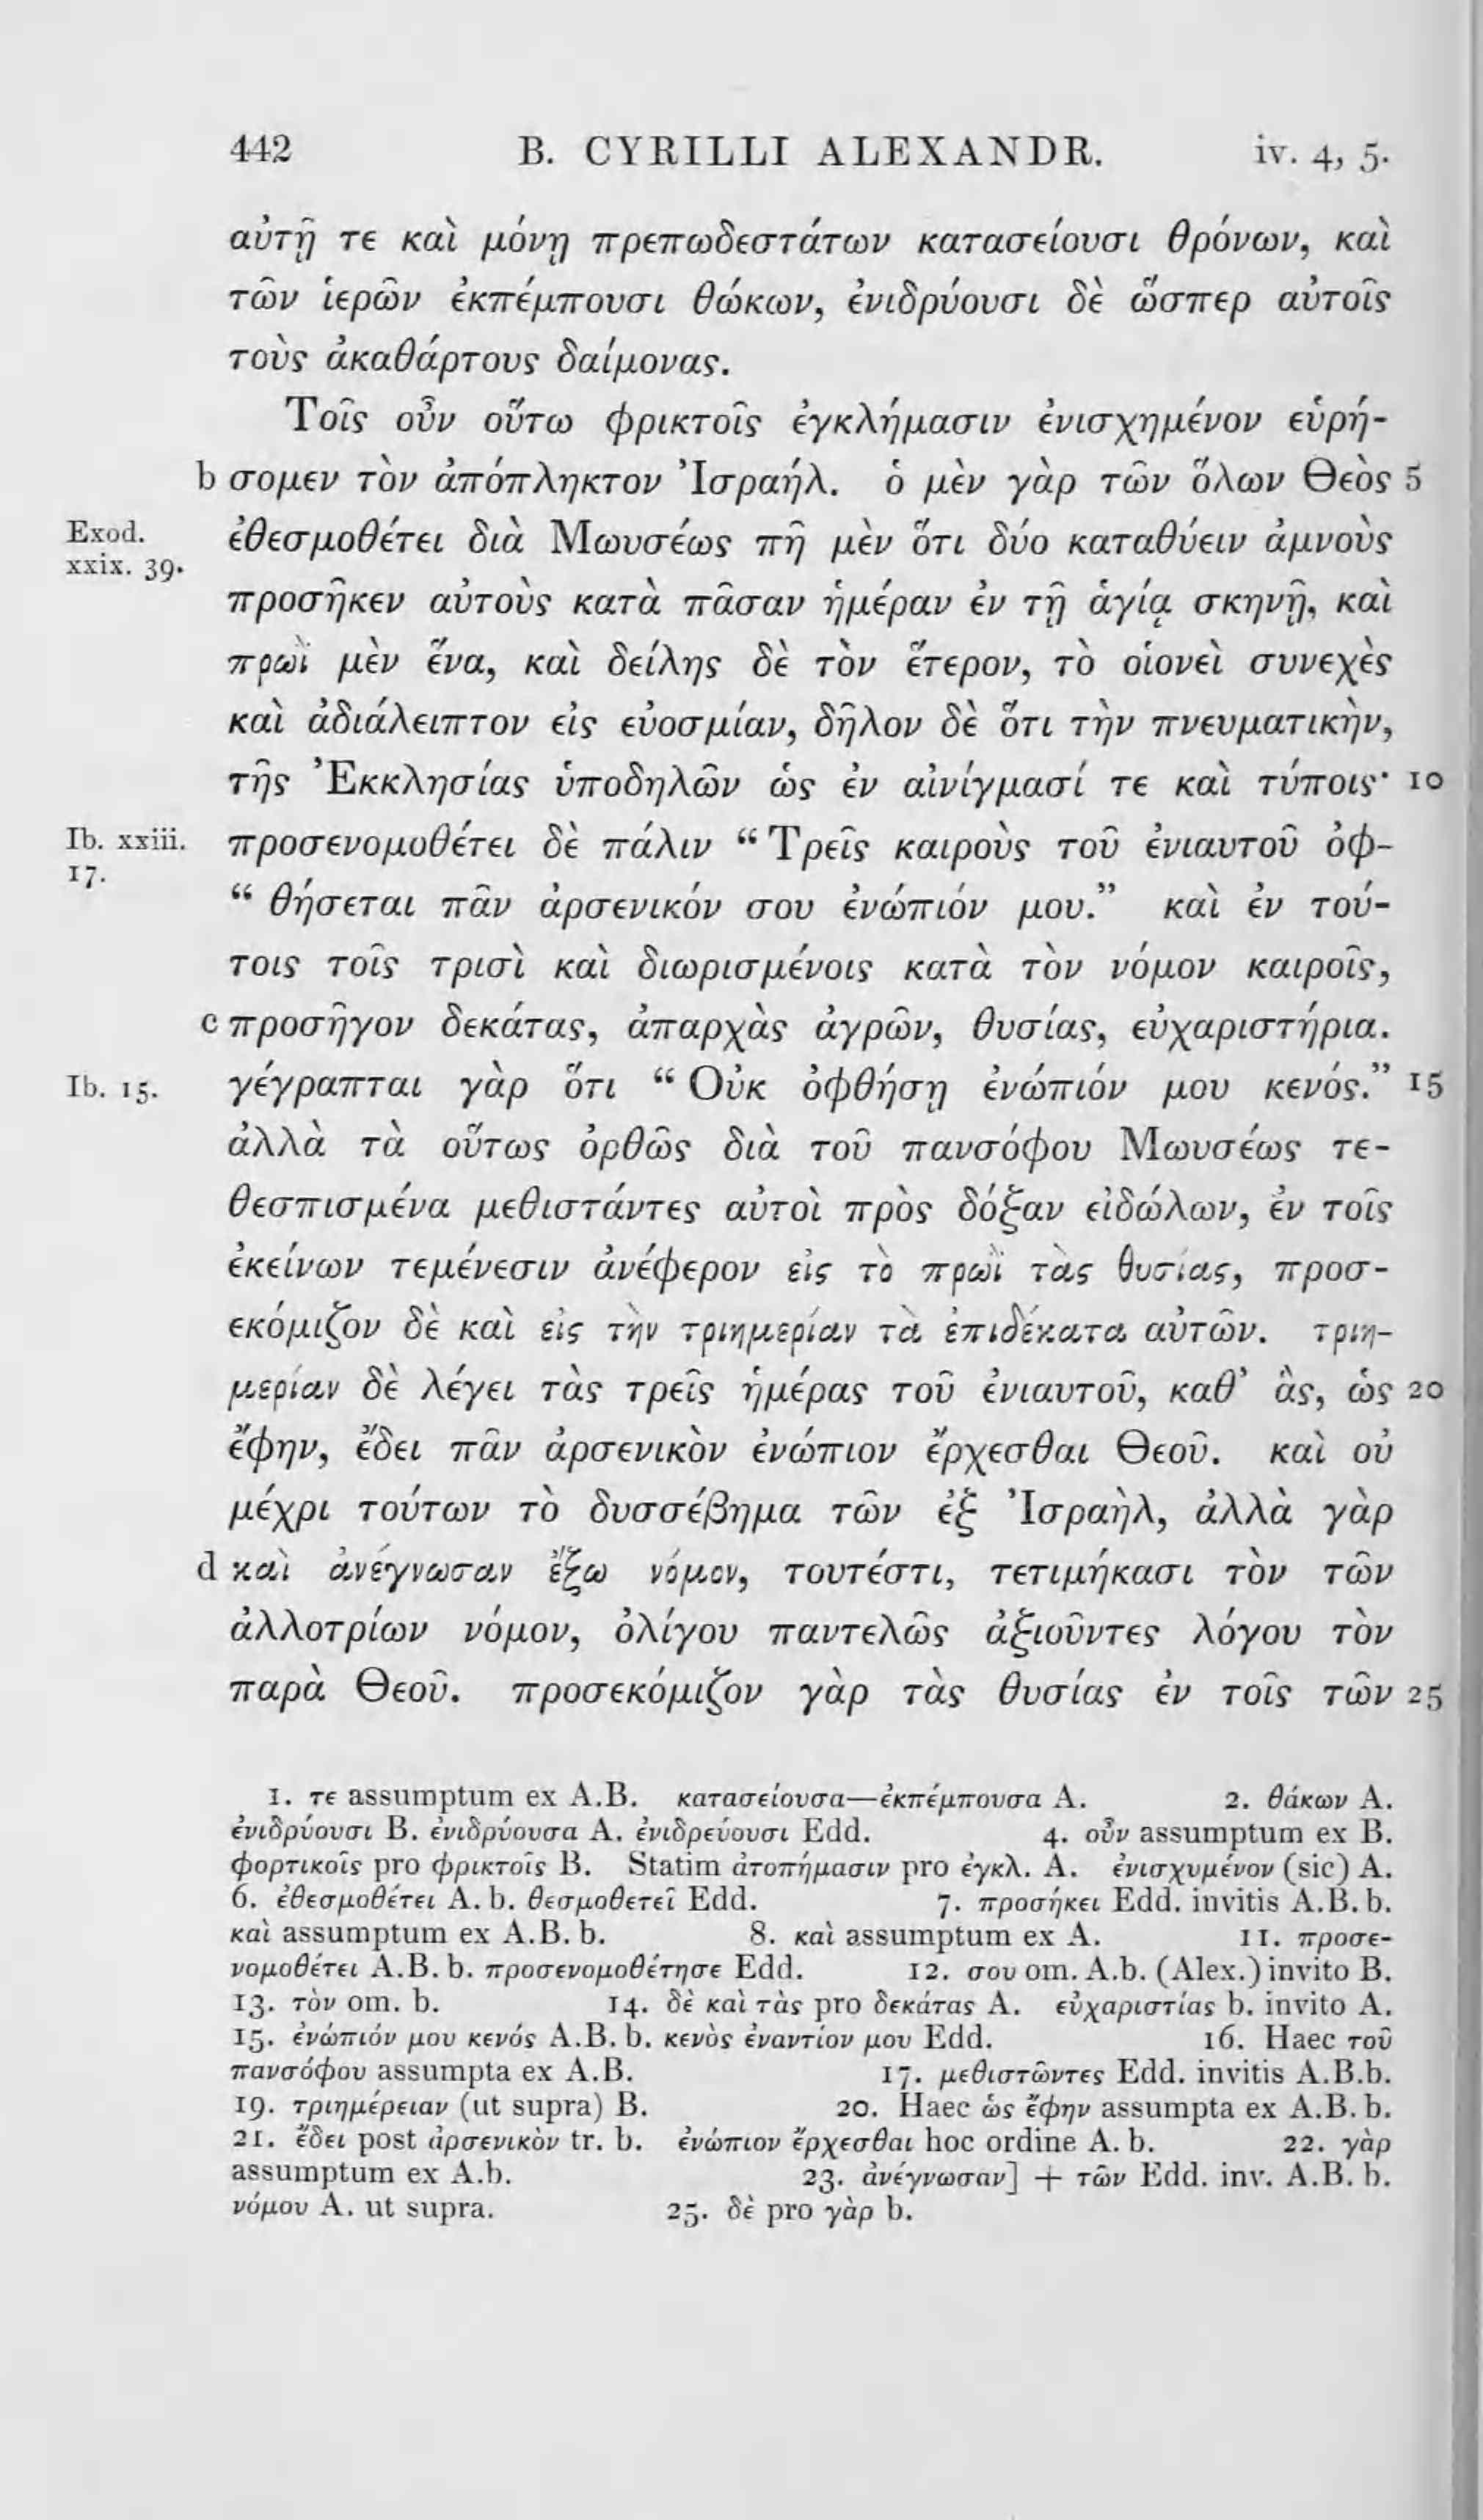 442 B. CYRILLI ALEXANDR. iv. 4, 5.
αὐτῇ τε καὶ μόνῃ πρεπωδεστάτων κατασείουσι θρόνων, καὶ
τῶν ἱερῶν ἐκπέμπουσι θώκων, ἐνιδρύουσι δὲ ὥσπερ αὐτοῖς
τοὺς ἀκαθάρτους δαίμονας.
Τοῖς οὖν οὕτω φρικτοῖς ἐγκλήμασιν ἐνισχημένον εὑρή-
b σομεν τὸν ἀπόπληκτον Ἰσραήλ. ὁ μὲν γὰρ τῶν ὅλων Θεὸς 5
Exod. xxix. 39. ἐθεσμοθέτει διὰ Μωυσέως πῆ μὲν ὅτι δύο καταθύειν ἀμνοὺς
προσῆκεν αὐτοὺς κατὰ πᾶσαν ἡμέραν ἐν τῇ ἁγίᾳ σκηνῇ, καὶ
πρωῒ μὲν ἕνα, καὶ δείλης δὲ τὸν ἕτερον, τὸ οἱονεὶ συνεχὲς
καὶ ἀδιάλειπτον εἰς εὐοσμίαν, δῆλον δὲ ὅτι τὴν πνευματικὴν,
τῆς Ἐκκλησίας ὑποδηλῶν ὡς ἐν αἰνίγμασί τε καὶ τύποις· 10
Ib. xxiii. 17. προσενομοθέτει δὲ πάλιν “Τρεῖς καιροὺς τοῦ ἐνιαυτοῦ ὀφ-
“ θήσεται πᾶν ἀρσενικόν σου ἐνώπιόν μου.” καὶ ἐν τού-
τοις τοῖς τρισὶ καὶ διωρισμένοις κατὰ τὸν νόμον καιροῖς,
c προσῆγον δεκάτας, ἀπαρχὰς ἀγρῶν, θυσίας, εὐχαριστήρια.
Ib. 15. γέγραπται γὰρ ὅτι “ Οὐκ ὀφθήσῃ ἐνώπιόν μου κενός.” 15
ἀλλὰ τὰ οὕτως ὀρθῶς διὰ τοῦ πανσόφου Μωυσέως τε-
θεσπισμένα μεθιστάντες αὐτοὶ πρὸς δόξαν εἰδώλων, ἐν τοῖς
ἐκείνων τεμένεσιν ἀνέφερον εἰς τὸ πρωῒ τὰς θυσίας, προσ-
εκόμιζον δὲ καὶ εἰς τὴν τριημερίαν τὰ ἐπιδέκατα αὐτῶν. τριη-
μερίαν δὲ λέγει τὰς τρεῖς ἡμέρας τοῦ ἐνιαυτοῦ, καθ’ ἃς, ὡς 20
ἔφην, ἔδει πᾶν ἀρσενικὸν ἐνώπιον ἔρχεσθαι Θεοῦ. καὶ οὐ
μέχρι τούτων τὸ δυσσέβημα τῶν ἐξ Ἰσραὴλ, ἀλλὰ γὰρ
d καὶ ἀνέγνωσαν ἔξω νόμον, τουτέστι, τετιμήκασι τὸν τῶν
ἀλλοτρίων νόμον, ὀλίγου παντελῶς ἀξιοῦντες λόγου τὸν
παρὰ Θεοῦ. προσεκόμιζον γὰρ τὰς θυσίας ἐν τοῖς τῶν 25
1. τε assumptum ex A.B. κατασείουσα—ἐκπέμπουσα A. 2. θάκων A.
ἐνιδρύουσι B. ἐνιδρύουσα A. ἐνιδρεύουσι Edd. 4. οὖν assumptum ex B.
φορτικοῖς pro φρικτοῖς B. Statim ἀτοπήμασιν pro ἐγκλ. A. ἐνισχυμένον (sic) A.
6. ἐθεσμοθέτει A. b. θεσμοθετεῖ Edd. 7. προσήκει Edd. invitis A.B. b.
καὶ assumptum ex A.B. b. 8. καὶ assumptum ex A. 11. προσε-
νομοθέτει A.B. b. προσενομοθέτησε Edd. 12. σου om. A.b. (Alex.) invito B.
13. τὸν om. b. 14. δὲ καὶ τὰς pro δεκάτας A. εὐχαριστίας b. invito A.
15. ἐνώπιόν μου κενός A.B. b. κενὸς ἐναντίον μου Edd. 16. Haec τοῦ
πανσόφου assumpta ex A.B. 17. μεθιστῶντες Edd. invitis A.B.b.
19. τριημέρειαν (ut supra) B. 20. Haec ὡς ἔφην assumpta ex A.B. b.
21. ἔδει post ἀρσενικὸν tr. b. ἐνώπιον ἔρχεσθαι hoc ordine A. b. 22. γὰρ
assumptum ex A.b. 23. ἀνέγνωσαν] + τῶν Edd. inv. A.B. b.
νόμου A. ut supra. 25. δὲ pro γὰρ b.